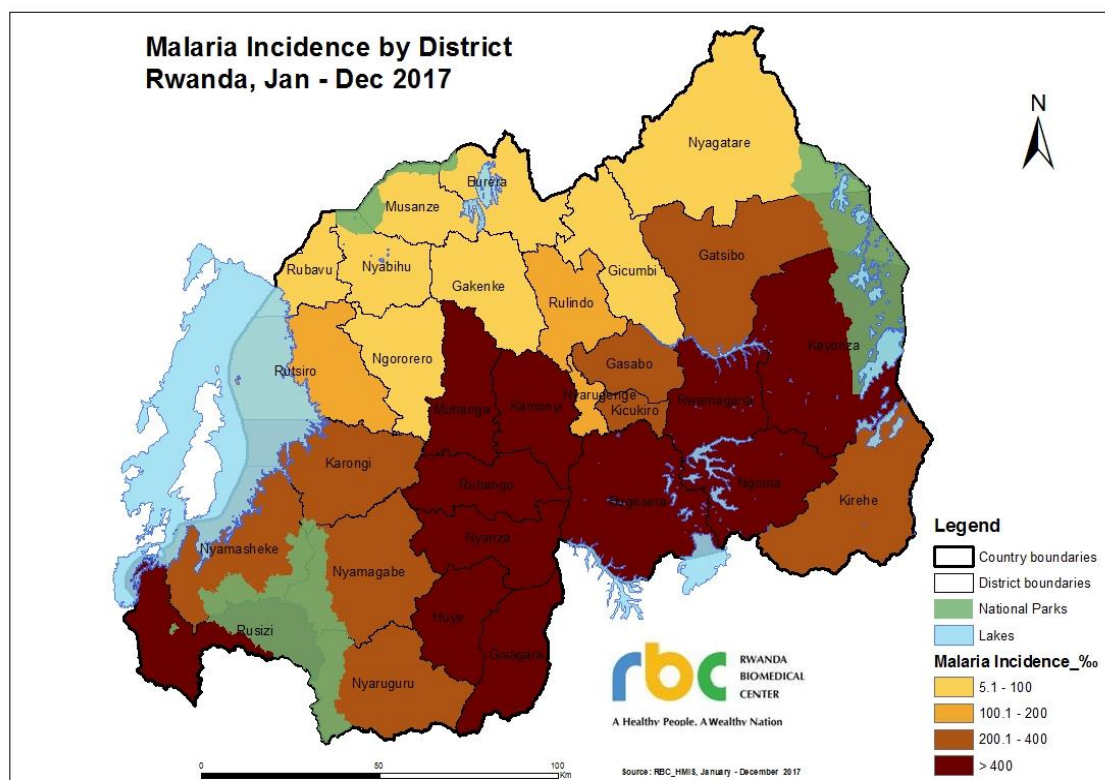 Malaria Incidence by District
Rwanda, Jan - Dec 2017
N
Nyagatare
Burera
Musanze
Gatsibo
Rubavu
Nyabihu
Gicumbi
Gakenke
Rulindo
Kayonza
Ngororero
Gasabo
Rutsiro
Nyarugenge
Rwamagana
Muhanga
Kamonyi
Kicukiro
Karongi
Ruhango
Bugesera
Ngoma
Kirehe
Nyanza
Nyamasheke
Nyamagabe
Huye
Rusizi
Gisagara
Nyaruguru
Legend
Country boundaries
District boundaries
National Parks
Lakes
Malaria Incidence_‰
5.1 - 100
100.1 - 200
200.1 - 400
> 400
rbc
RWANDA
BIOMEDICAL
CENTER
A Healthy People, A Wealthy Nation
0 50 100
Km
Source: RBC_HMIS, January - December 2017